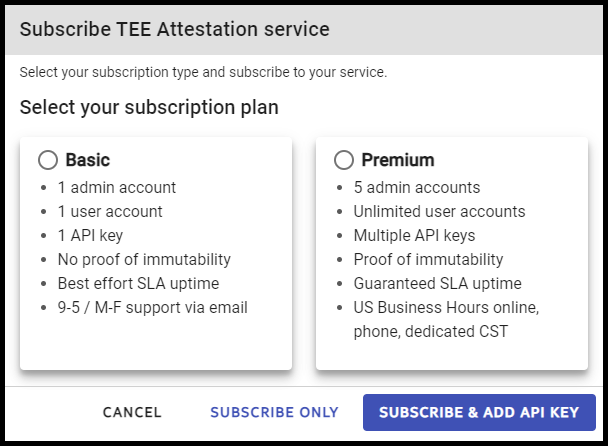 Subscribe TEE Attestation service
Select your subscription type and subscribe to your service.
Select your subscription plan
Basic
• 1 admin account
• 1 user account
• 1 API key
• No proof of immutability
• Best effort SLA uptime
• 9-5 / M-F support via email
Premium
• 5 admin accounts
• Unlimited user accounts
• Multiple API keys
• Proof of immutability
• Guaranteed SLA uptime
• US Business Hours online,
phone, dedicated CST
CANCEL
SUBSCRIBE ONLY
SUBSCRIBE & ADD API KEY